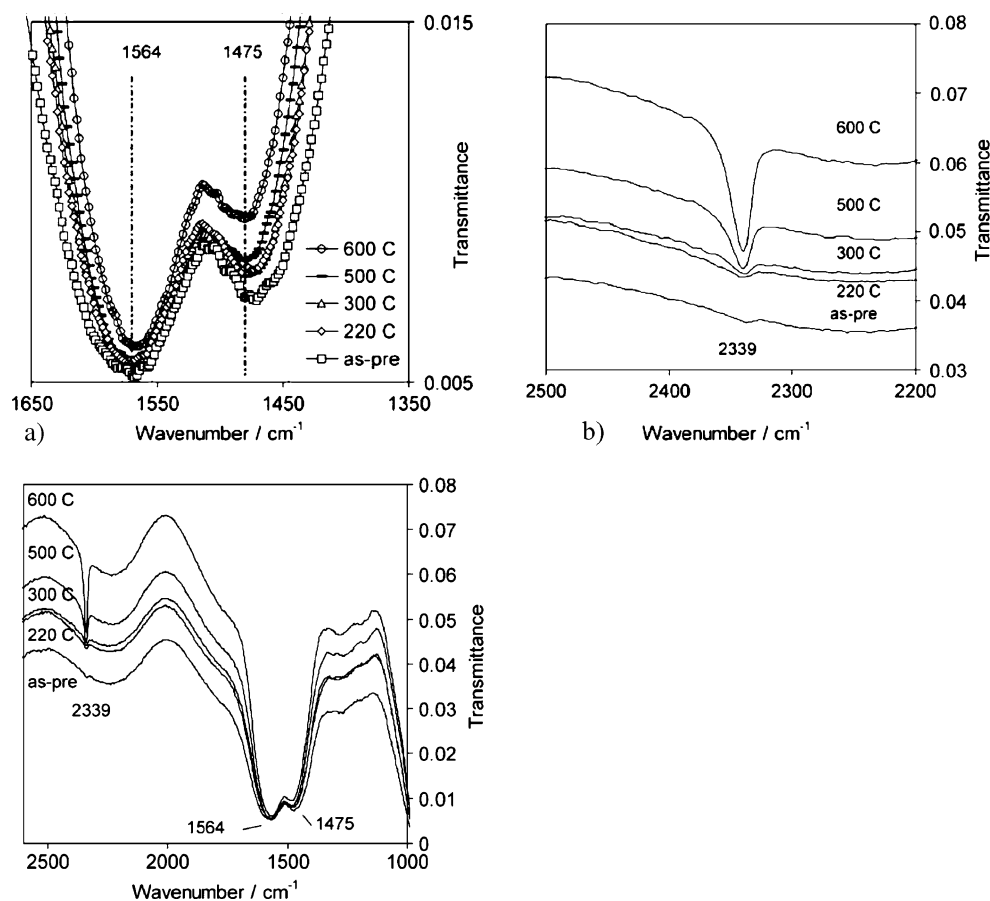 1564
1475
0.015
Transmittance
600 C
500 C
300 C
220 C
as-pre
0.005
1650
1550
1450
1350
a)
Wavenumber / cm-1
0.08
0.07
600 C
0.06
500 C
0.05
300 C
220 C
0.04
as-pre
2339
0.03
Transmittance
2500
2400
2300
2200
b)
Wavenumber / cm-1
600 C
500 C
300 C
220 C
as-pre
2339
1564
1475
0.08
0.07
0.06
0.05
0.04
0.03
0.02
0.01
0
Transmittance
2500
2000
1500
1000
Wavenumber / cm-1